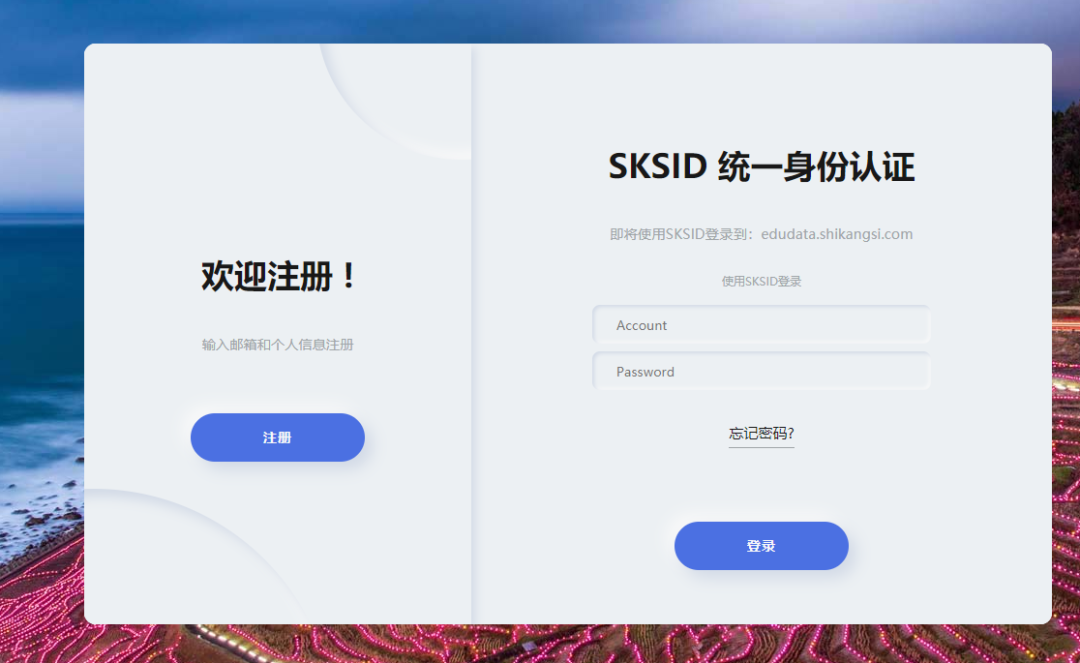 欢迎注册！
输入邮箱和个人信息注册
注册
SKSID 统一身份认证
即将使用SKSID登录到：edudata.shikangsi.com
使用SKSID登录
Account
Password
忘记密码?
登录